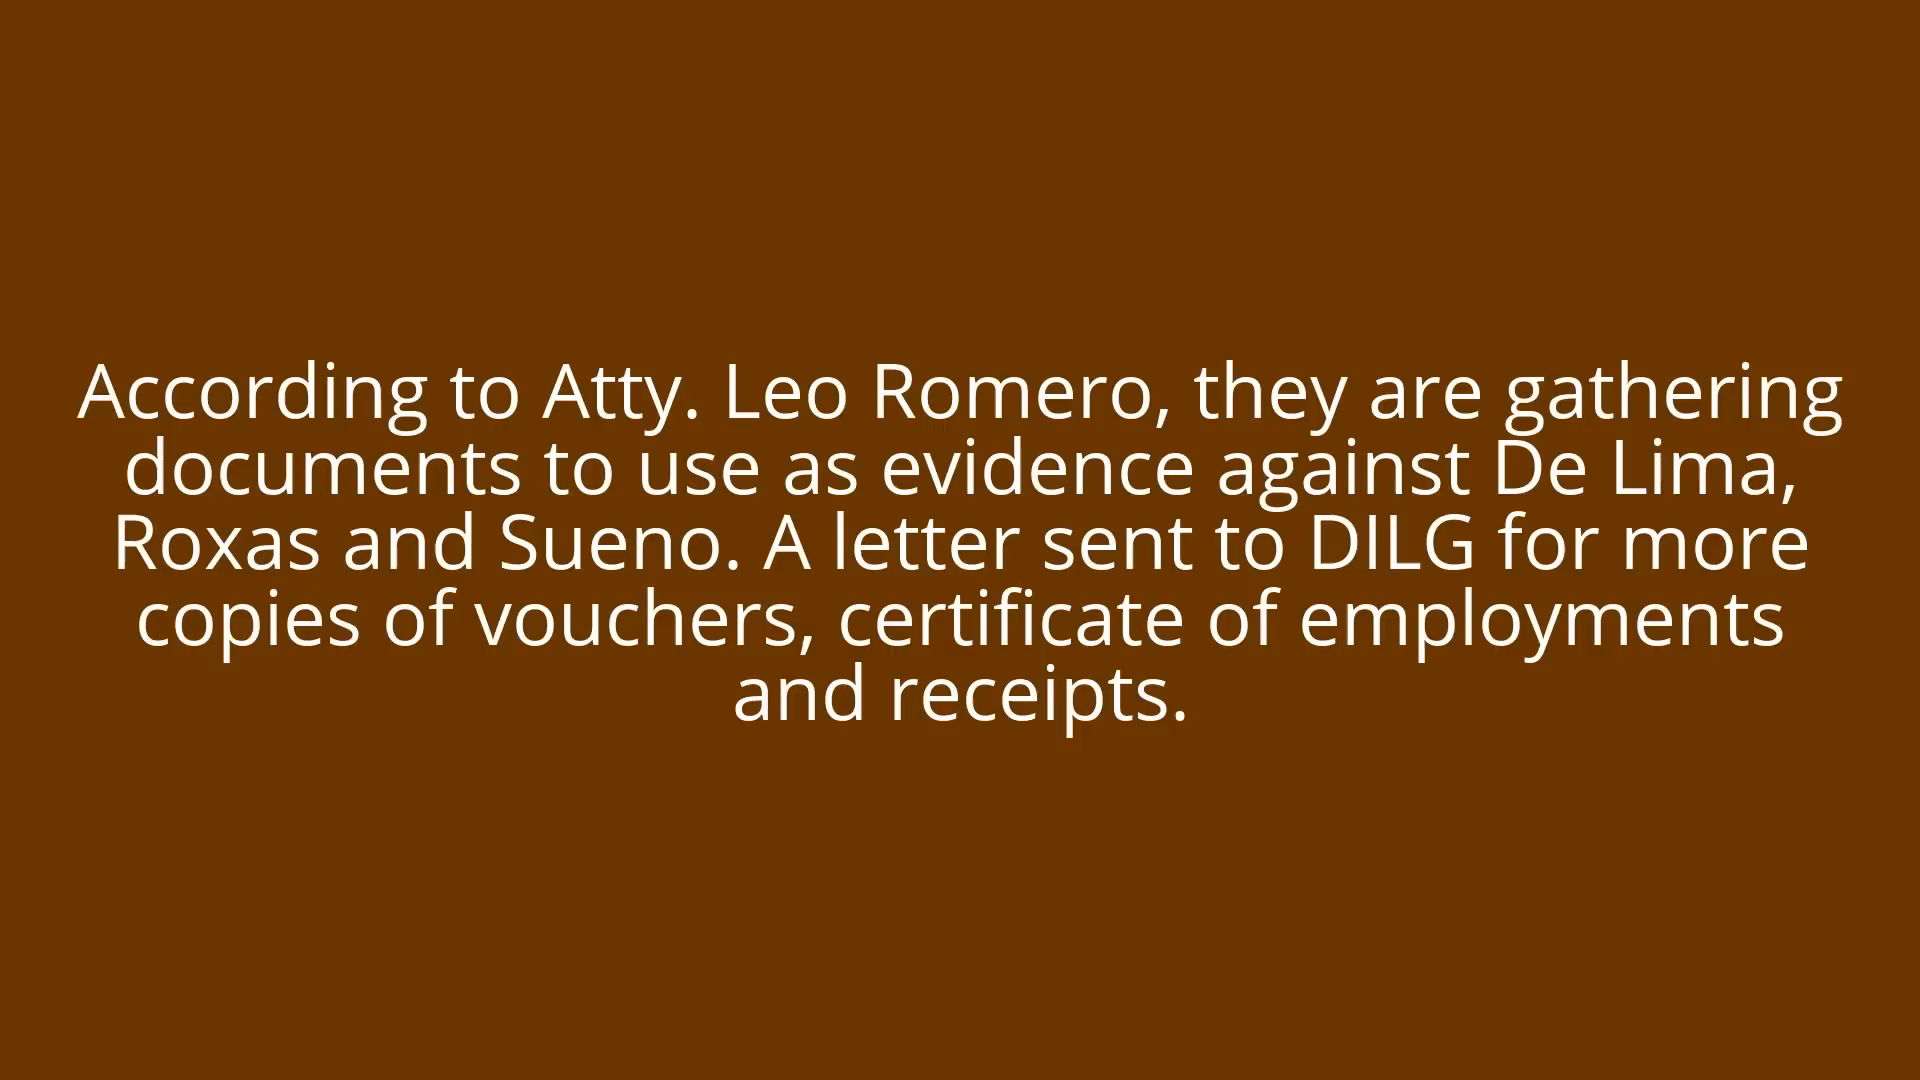 According to Atty. Leo Romero, they are gathering
documents to use as evidence against De Lima,
Roxas and Sueno. A letter sent to DILG for more
copies of vouchers, certificate of employments
and receipts.